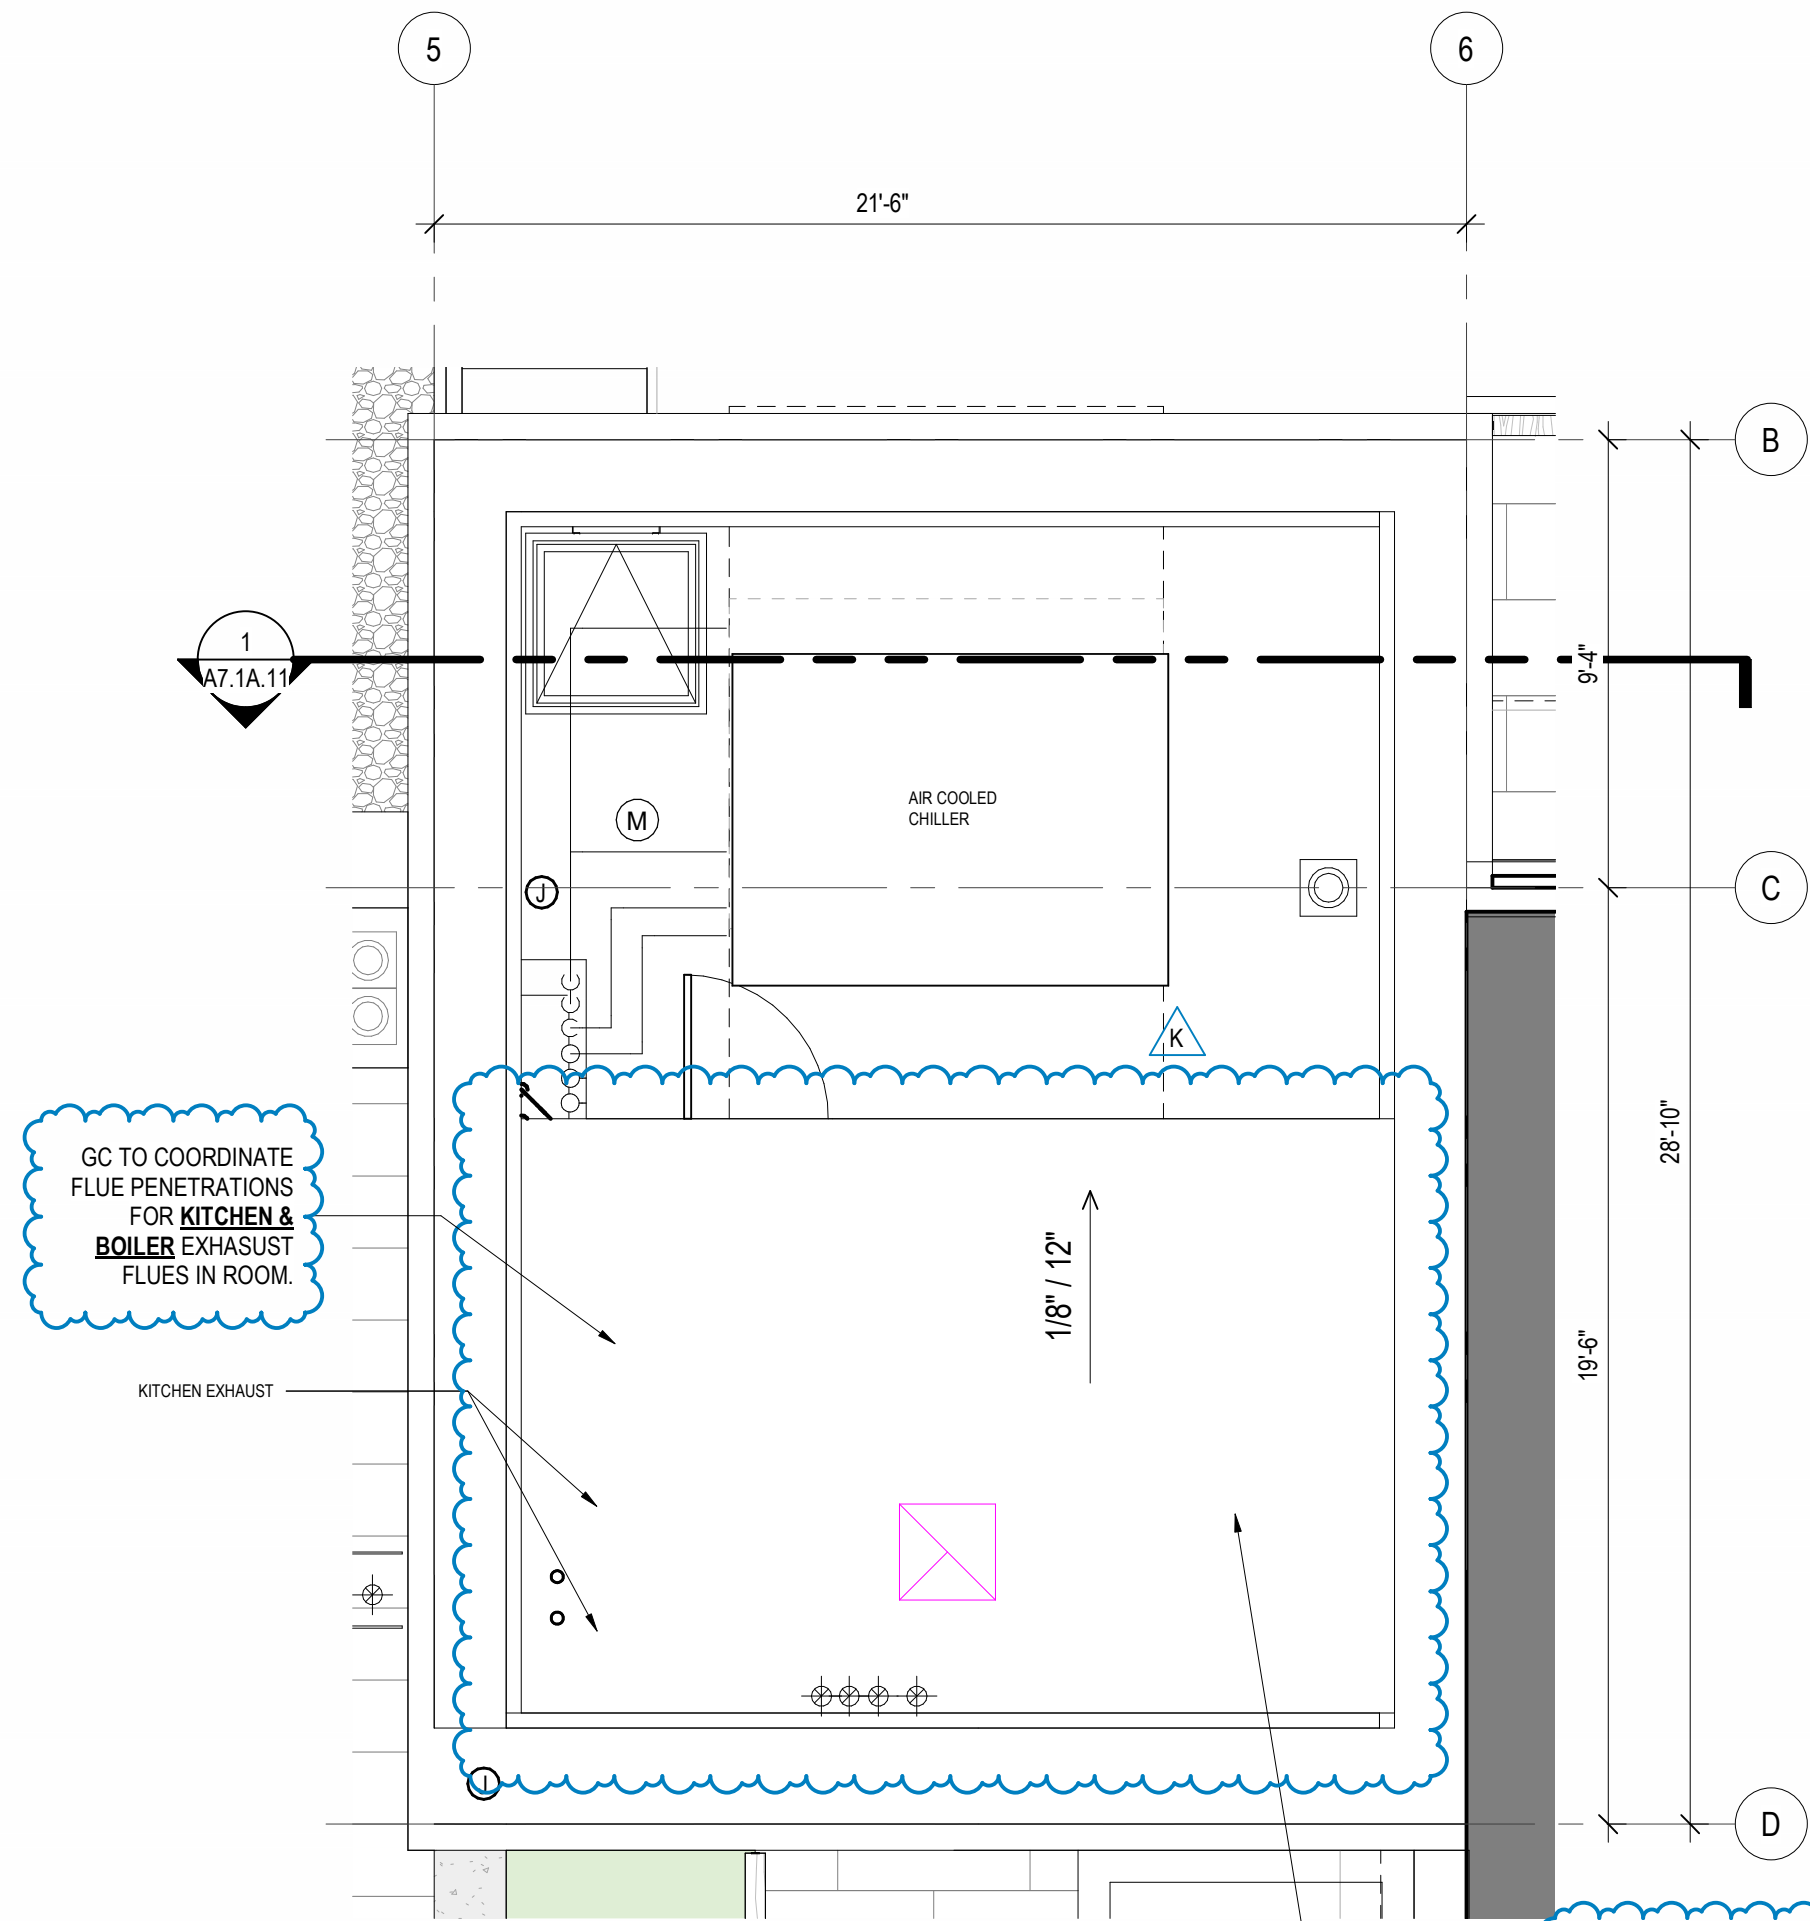 5
6
21'-6"
B
1
A7.1A.11
9'-4"
AIR COOLED
CHILLER
M
J
C
K
28'-10"
GC TO COORDINATE
FLUE PENETRATIONS
FOR KITCHEN &
BOILER EXHASUST
FLUES IN ROOM.
1/8" / 12"
19'-6"
KITCHEN EXHAUST
I
D